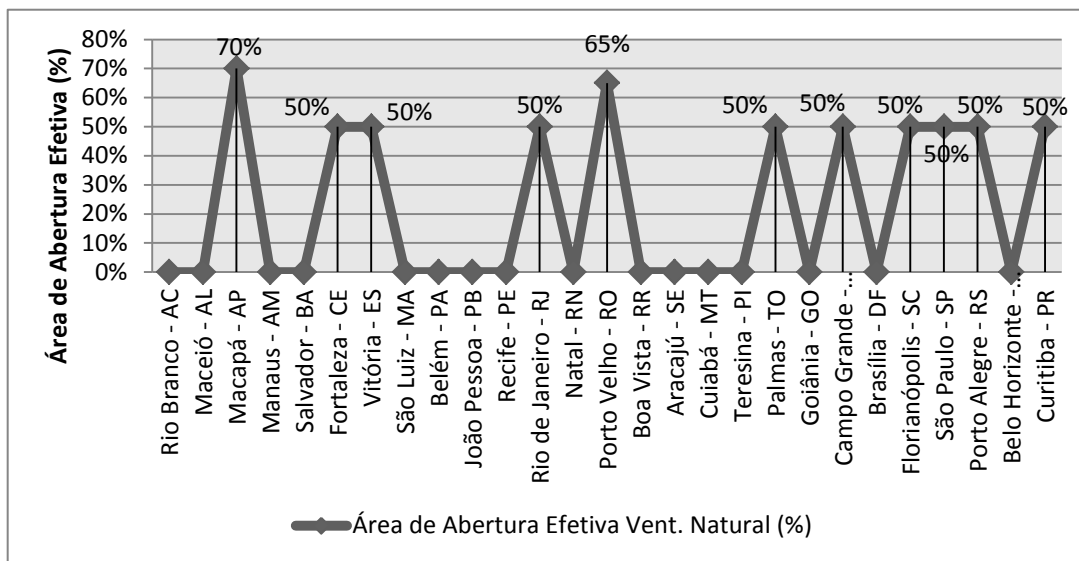 Área de Abertura Efetiva (%)
80%
70%
60%
50%
40%
30%
20%
10%
0%
70%
50%
50%
50%
65%
50%
50%
50%
50%
50%
50%
Rio Branco - AC
Maceió - AL
Macapá - AP
Manaus - AM
Salvador - BA
Fortaleza - CE
Vitória - ES
São Luiz - MA
Belém - PA
João Pessoa - PB
Recife - PE
Rio de Janeiro - RJ
Natal - RN
Porto Velho - RO
Boa Vista - RR
Aracajú - SE
Cuiabá - MT
Teresina - PI
Palmas - TO
Goiânia - GO
Campo Grande -...
Brasília - DF
Florianópolis - SC
São Paulo - SP
Porto Alegre - RS
Belo Horizonte -...
Curitiba - PR
Área de Abertura Efetiva Vent. Natural (%)